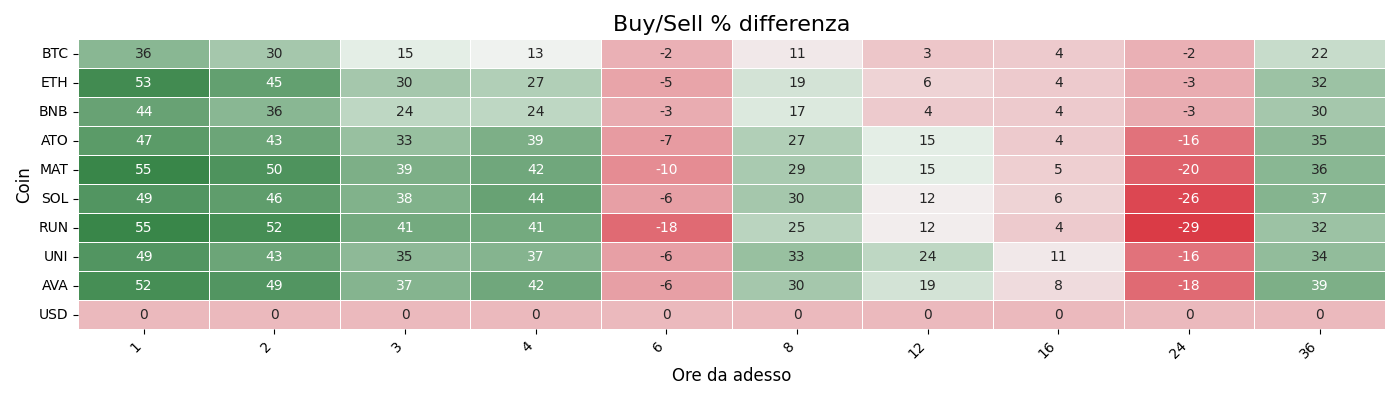 Buy/Sell % differenza
BTC 36 30 15 13 -2 11 3 4 -2 22
ETH 53 45 30 27 -5 19 6 4 -3 32
BNB 44 36 24 24 -3 17 4 4 -3 30
ATO 47 43 33 39 -7 27 15 4 -16 35
MAT 55 50 39 42 -10 29 15 5 -20 36
SOL 49 46 38 44 -6 30 12 6 -26 37
RUN 55 52 41 41 -18 25 12 4 -29 32
UNI 49 43 35 37 -6 33 24 11 -16 34
AVA 52 49 37 42 -6 30 19 8 -18 39
USD 0 0 0 0 0 0 0 0 0 0
1 2 3 4 6 8 12 16 24 36
Coin
Ore da adesso